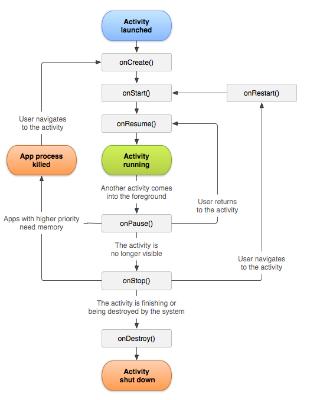 Activity
launched
onCreate()
onStart()
onRestart()
onResume()
User navigates
to the activity
App process
killed
Activity
running
Another activity comes
into the foreground
User returns
to the activity
Apps with higher priority
need memory
onPause()
The activity is
no longer visible
User navigates
to the activity
onStop()
The activity is finishing or
being destroyed by the system
onDestroy()
Activity
shut down